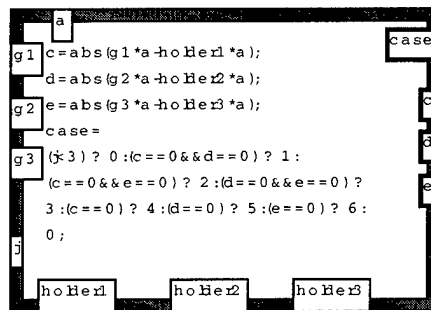 a
case
g1
c=abs(g1*a-holder1*a);
d=abs(g2*a-holder2*a);
g2
e=abs(g3*a-holder3*a);
c
case=
d
g3
(j<3) ? 0:(c==0&&d==0) ? 1:
e
(c==0&&e==0) ? 2:(d==0&&e==0) ?
3:(c==0) ? 4:(d==0) ? 5:(e==0) ? 6:
j
0;
holder1
holder2
holder3